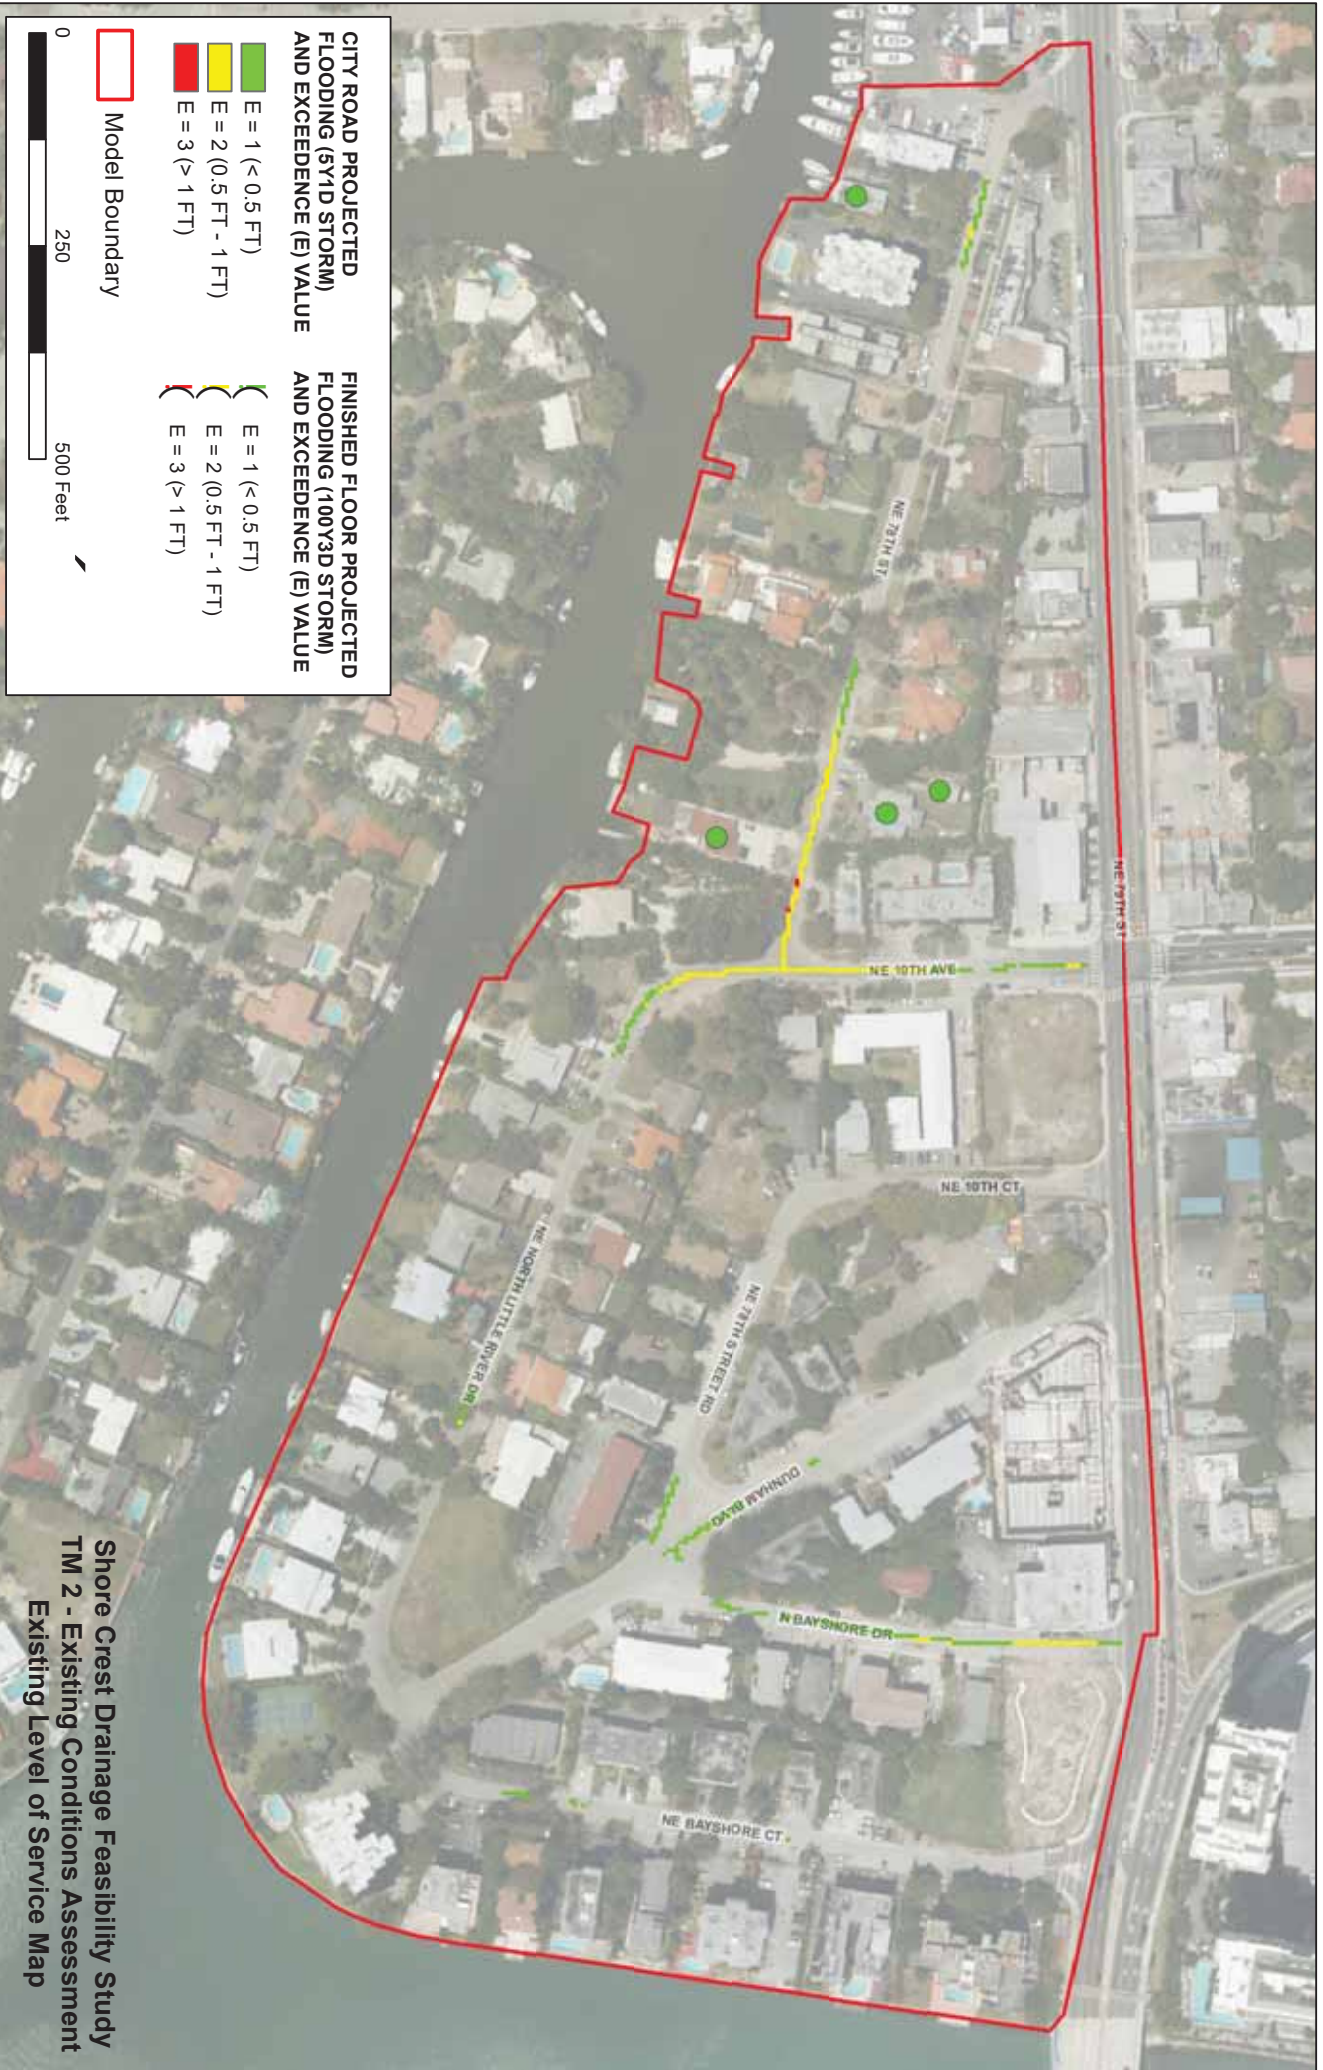 CITY ROAD PROJECTED
FLOODING (5Y1D STORM)
AND EXCEEDENCE (E) VALUE
E = 1 (< 0.5 FT)
E = 2 (0.5 FT - 1 FT)
E = 3 (> 1 FT)
Model Boundary
FINISHED FLOOR PROJECTED
FLOODING (100Y3D STORM)
AND EXCEEDENCE (E) VALUE
E = 1 (< 0.5 FT)
E = 2 (0.5 FT - 1 FT)
E = 3 (> 1 FT)
0 250 500 Feet
NE 79TH ST
NE 78TH ST
NE 10TH AVE
NE 10TH CT
NE NORTH LITTLE RIVER DR
NE 78TH STREET RD
DUNHAM BLVD
N BAYSHORE DR
NE BAYSHORE CT
Shore Crest Drainage Feasibility Study
TM 2 - Existing Conditions Assessment
Existing Level of Service Map